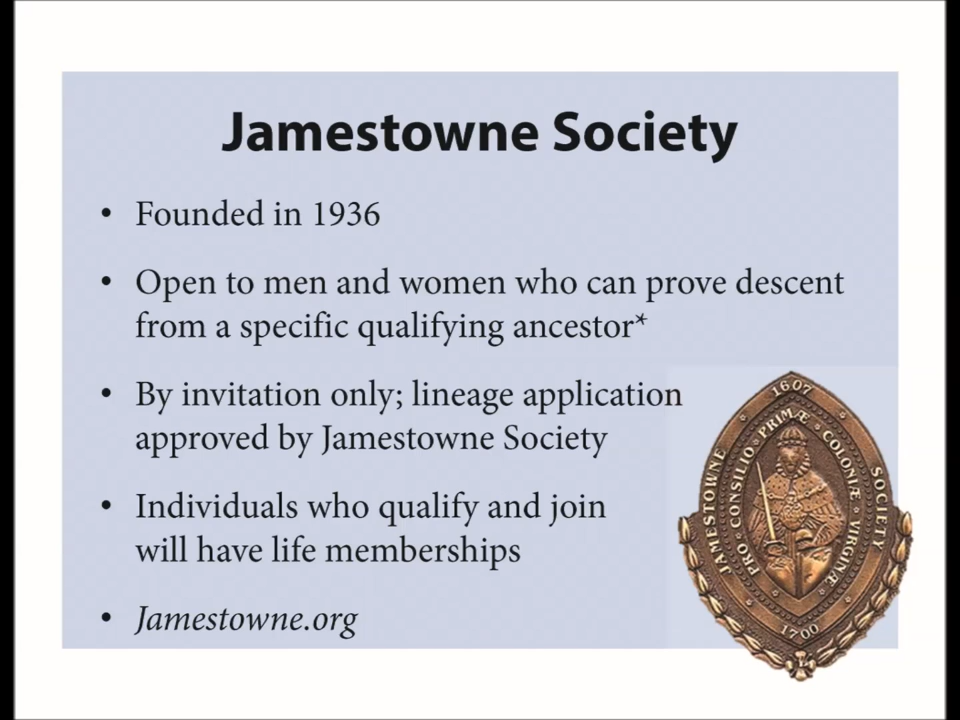 Jamestowne Society
• Founded in 1936
• Open to men and women who can prove descent
from a specific qualifying ancestor*
• By invitation only; lineage application
approved by Jamestowne Society
• Individuals who qualify and join
will have life memberships
• Jamestowne.org
1607
JAMESTOWNE SOCIETY
PRO CONSILIO PRIMÆ COLONIÆ VIRGINÆ
1700